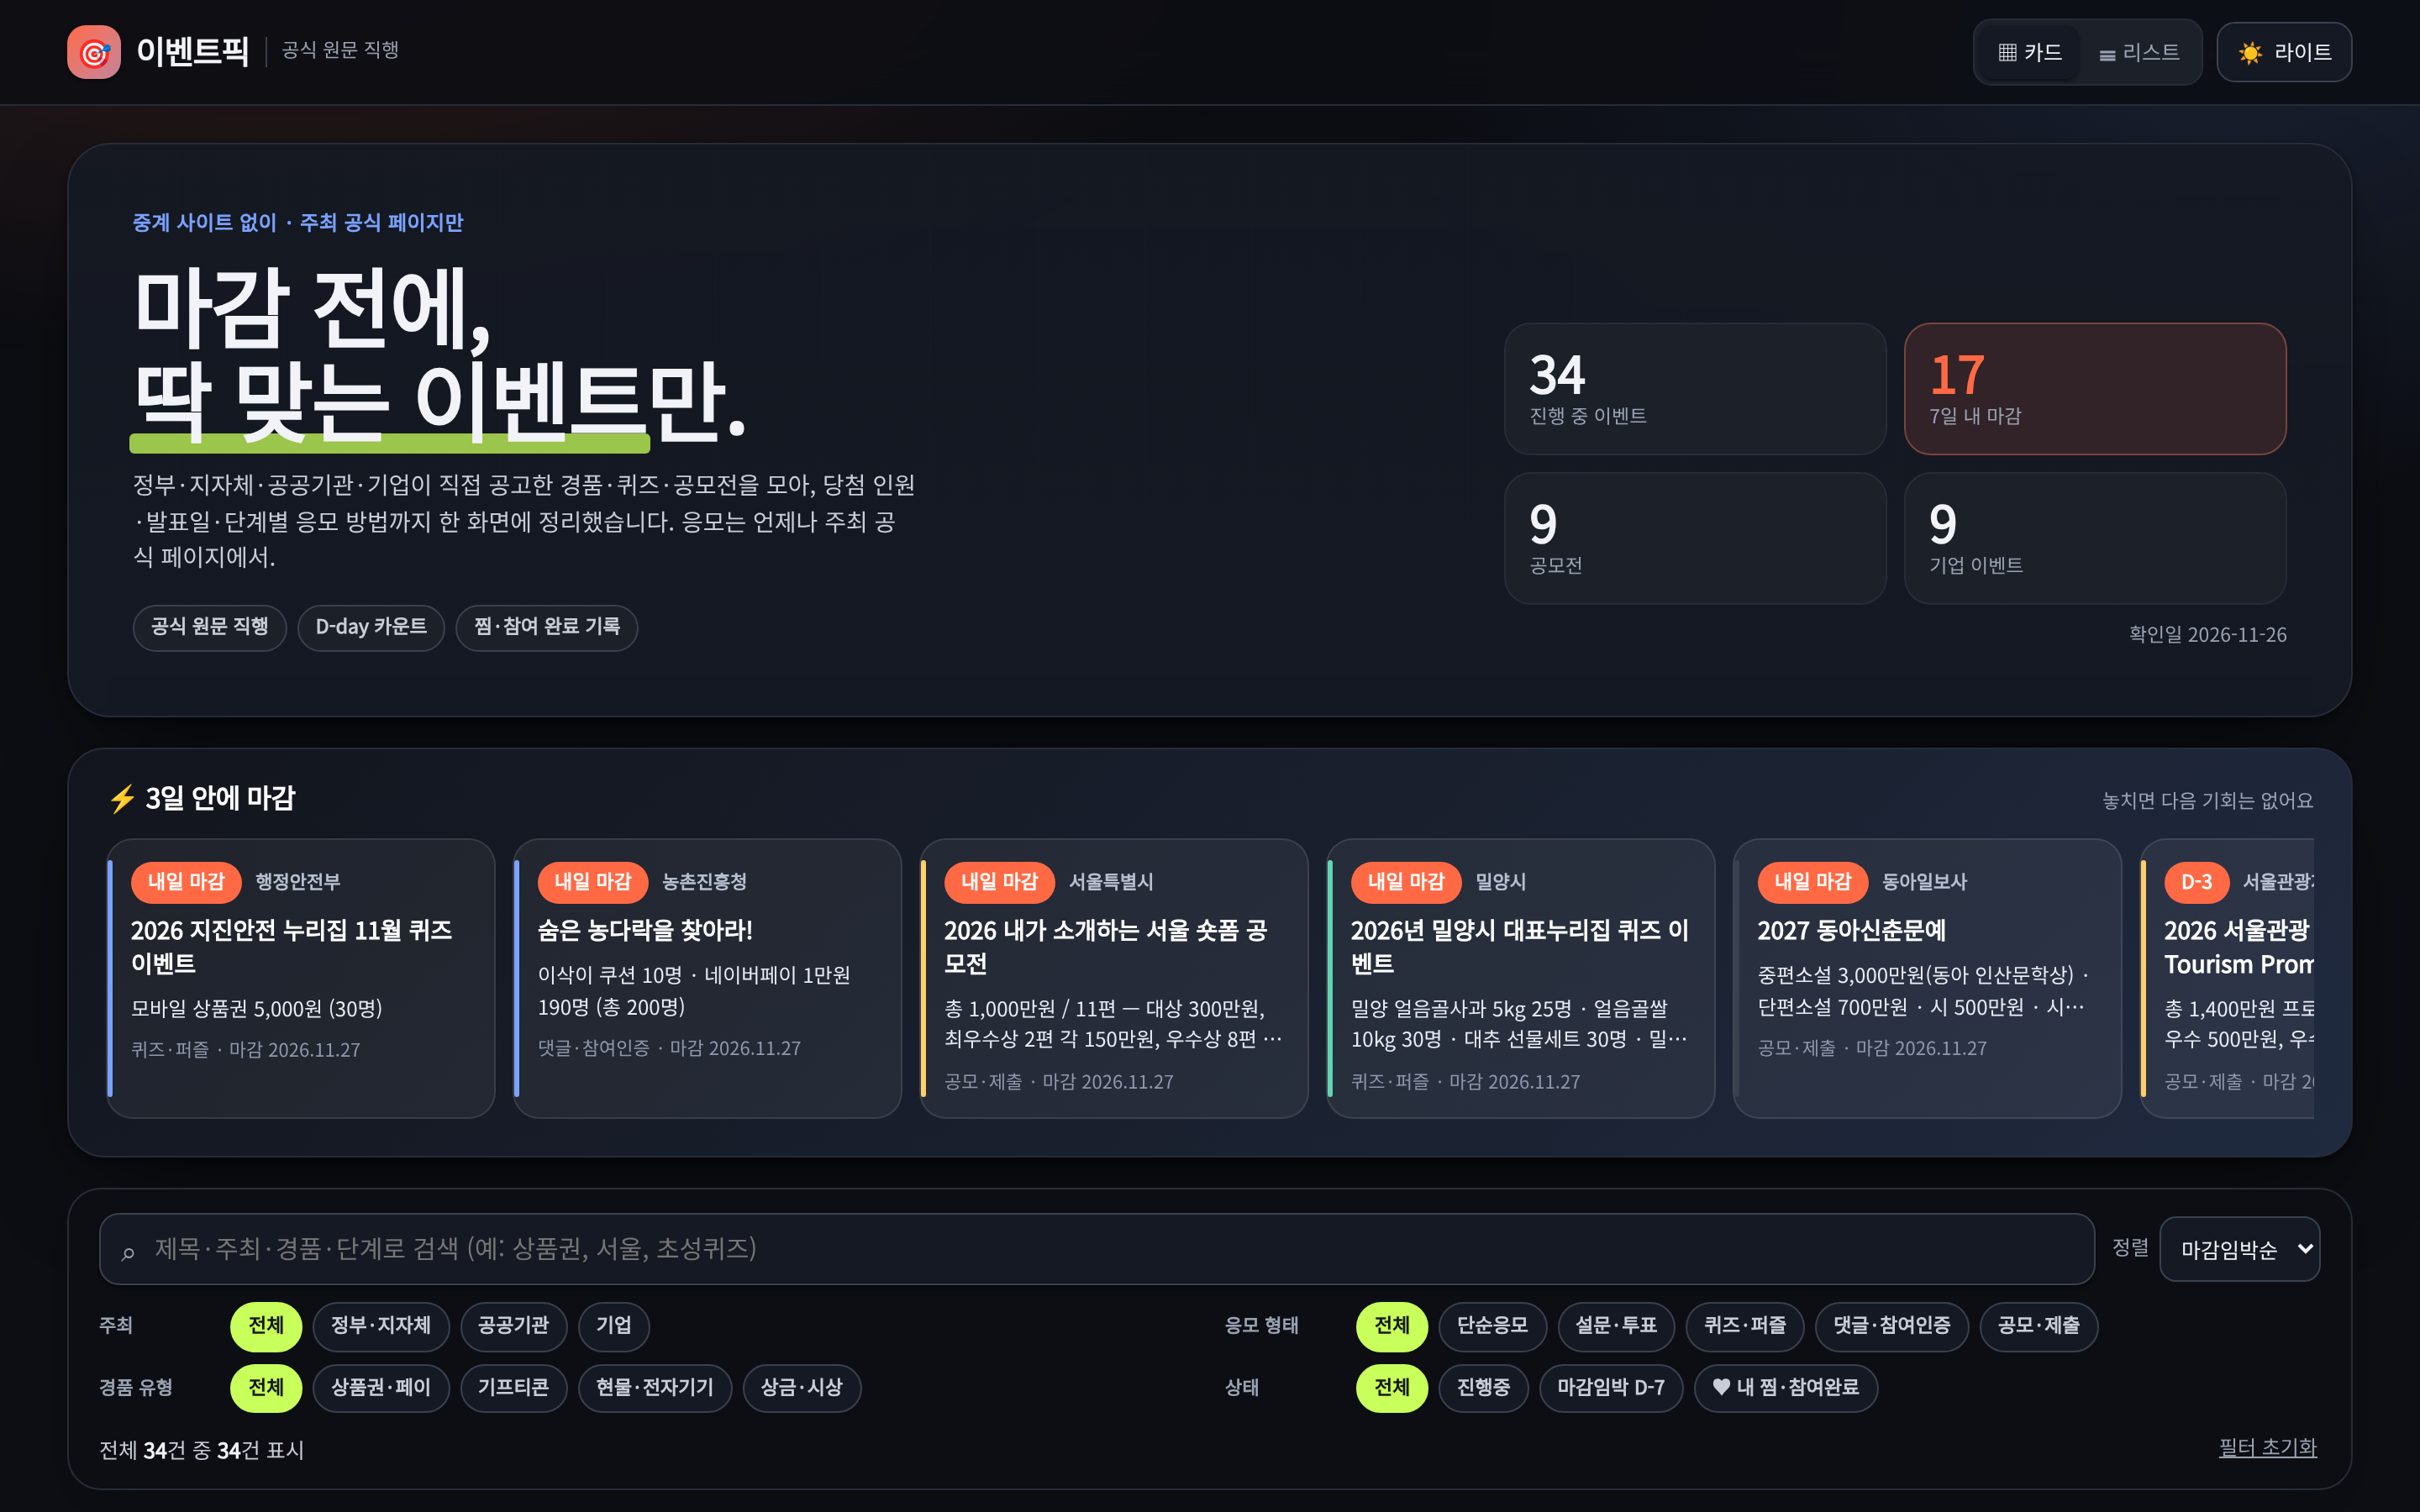 이벤트픽
공식 원문 직행
카드
리스트
라이트
중계 사이트 없이 · 주최 공식 페이지만
마감 전에,
딱 맞는 이벤트만.
정부·지자체·공공기관·기업이 직접 공고한 경품·퀴즈·공모전을 모아, 당첨 인원
·발표일·단계별 응모 방법까지 한 화면에 정리했습니다. 응모는 언제나 주최 공
식 페이지에서.
공식 원문 직행
D-day 카운트
찜·참여 완료 기록
34
진행 중 이벤트
17
7일 내 마감
9
공모전
9
기업 이벤트
확인일 2026-11-26
⚡ 3일 안에 마감
놓치면 다음 기회는 없어요
내일 마감 행정안전부
2026 지진안전 누리집 11월 퀴즈
이벤트
모바일 상품권 5,000원 (30명)
퀴즈·퍼즐 · 마감 2026.11.27
내일 마감 농촌진흥청
숨은 농다락을 찾아라!
이삭이 쿠션 10명 · 네이버페이 1만원
190명 (총 200명)
댓글·참여인증 · 마감 2026.11.27
내일 마감 서울특별시
2026 내가 소개하는 서울 숏폼 공
모전
총 1,000만원 / 11편 — 대상 300만원,
최우수상 2편 각 150만원, 우수상 8편 …
공모·제출 · 마감 2026.11.27
내일 마감 밀양시
2026년 밀양시 대표누리집 퀴즈 이
벤트
밀양 얼음골사과 5kg 25명 · 얼음골쌀
10kg 30명 · 대추 선물세트 30명 · 밀…
퀴즈·퍼즐 · 마감 2026.11.27
내일 마감 동아일보사
2027 동아신춘문예
중편소설 3,000만원(동아 인산문학상) ·
단편소설 700만원 · 시 500만원 · 시…
공모·제출 · 마감 2026.11.27
D-3 서울관광
2026 서울관광
Tourism Prom
총 1,400만원 프로
우수 500만원, 우수
공모·제출 · 마감 20
제목·주최·경품·단계로 검색 (예: 상품권, 서울, 초성퀴즈)
정렬
마감임박순
주최
전체
정부·지자체
공공기관
기업
응모 형태
전체
단순응모
설문·투표
퀴즈·퍼즐
댓글·참여인증
공모·제출
경품 유형
전체
상품권·페이
기프티콘
현물·전자기기
상금·시상
상태
전체
진행중
마감임박 D-7
♥ 내 찜·참여완료
전체 34건 중 34건 표시
필터 초기화